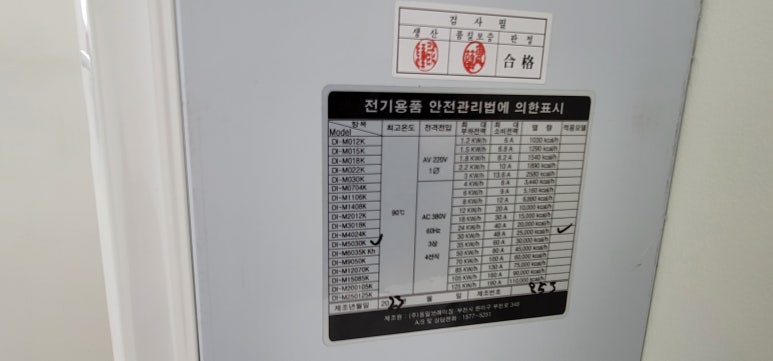 검 사 필
생 산 품질보증 판 정
合格
전기용품 안전관리법에 의한표시
항목 Model 최고온도 정격전압 최 대 부하전력 최 대 소비전력 열 량 적용모델
DI-M012K 1.2 KW/h 6 A 1030 kcal/h
DI-M015K 1.5 KW/h 6.8 A 1290 kcal/h
DI-M018K 1.8 KW/h 8.2 A 1540 kcal/h
DI-M022K 2.2 KW/h 10 A 1890 kcal/h
DI-M030K 3 KW/h 13.6 A 2580 kcal/h
AV 220V
1∅
DI-M0704K 4 KW/h 6 A 3,440 kcal/h
DI-M1106K 6 KW/h 9 A 5,160 kcal/h
DI-M1408K 8 KW/h 12 A
DI-M2012K 12 KW/h 20 A 10,000 kcal/h
DI-M3018K 18 KW/h 30 A 15,000 kcal/h
DI-M4024K 24 KW/h 40 A 20,000 kcal/h
DI-M5030K 30 KW/h 48 A 25,000 kcal/h
DI-M6035K Kh 35 KW/h 60 A 30,000 kcal/h
DI-M9050K 50 KW/h 80 A 45,000 kcal/h
DI-M12070K 70 KW/h 100 A 60,000 kcal/h
DI-M15085K 85 KW/h 130 A 75,000 kcal/h
DI-M200105K 105 KW/h 160 A 90,000 kcal/h
DI-M250125K 125 KW/h 180 A 110,000 kcal/h
90℃
AC 380V
60Hz
3상
4선식
제조년월일 20 월 일 제조번호
A/S 및 상담전화 : 1577-5251